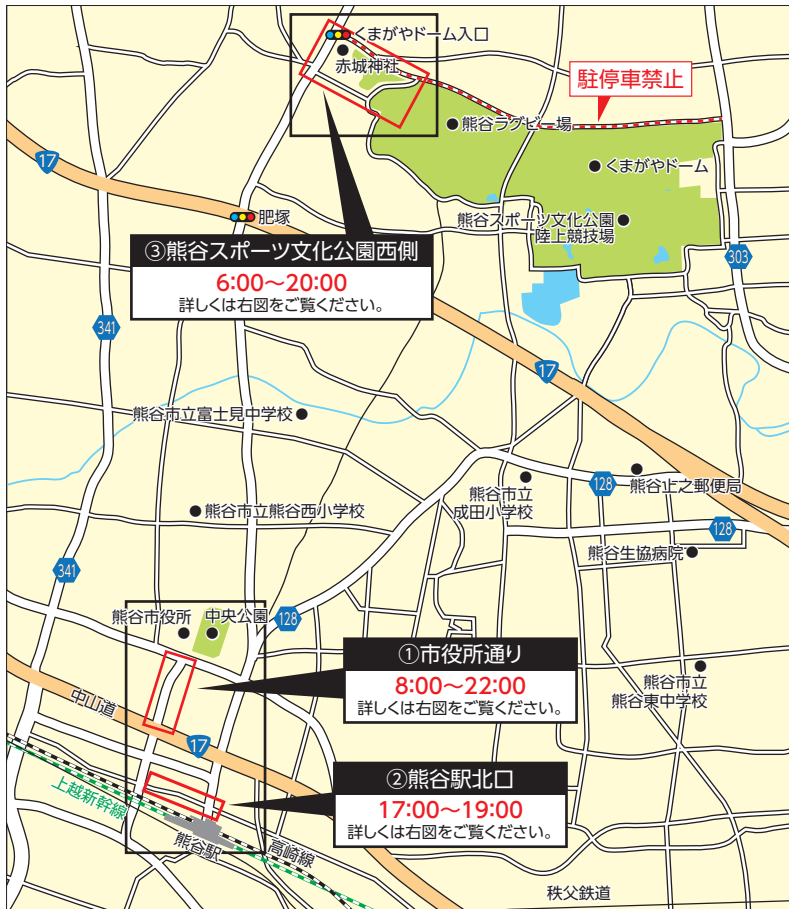 くまがやドーム入口
赤城神社
駐停車禁止
熊谷ラグビー場
17
くまがやドーム
肥塚
熊谷スポーツ文化公園
陸上競技場
③熊谷スポーツ文化公園西側
6:00〜20:00
詳しくは右図をご覧ください。
303
341
17
熊谷市立富士見中学校
熊谷市立
成田小学校
128
熊谷上之郵便局
熊谷市立熊谷西小学校
128
熊谷生協病院
341
熊谷市役所
中央公園
128
①市役所通り
8:00〜22:00
詳しくは右図をご覧ください。
熊谷市立
熊谷東中学校
中山道
17
②熊谷駅北口
17:00〜19:00
詳しくは右図をご覧ください。
上越新幹線
熊谷駅
高崎線
秩父鉄道